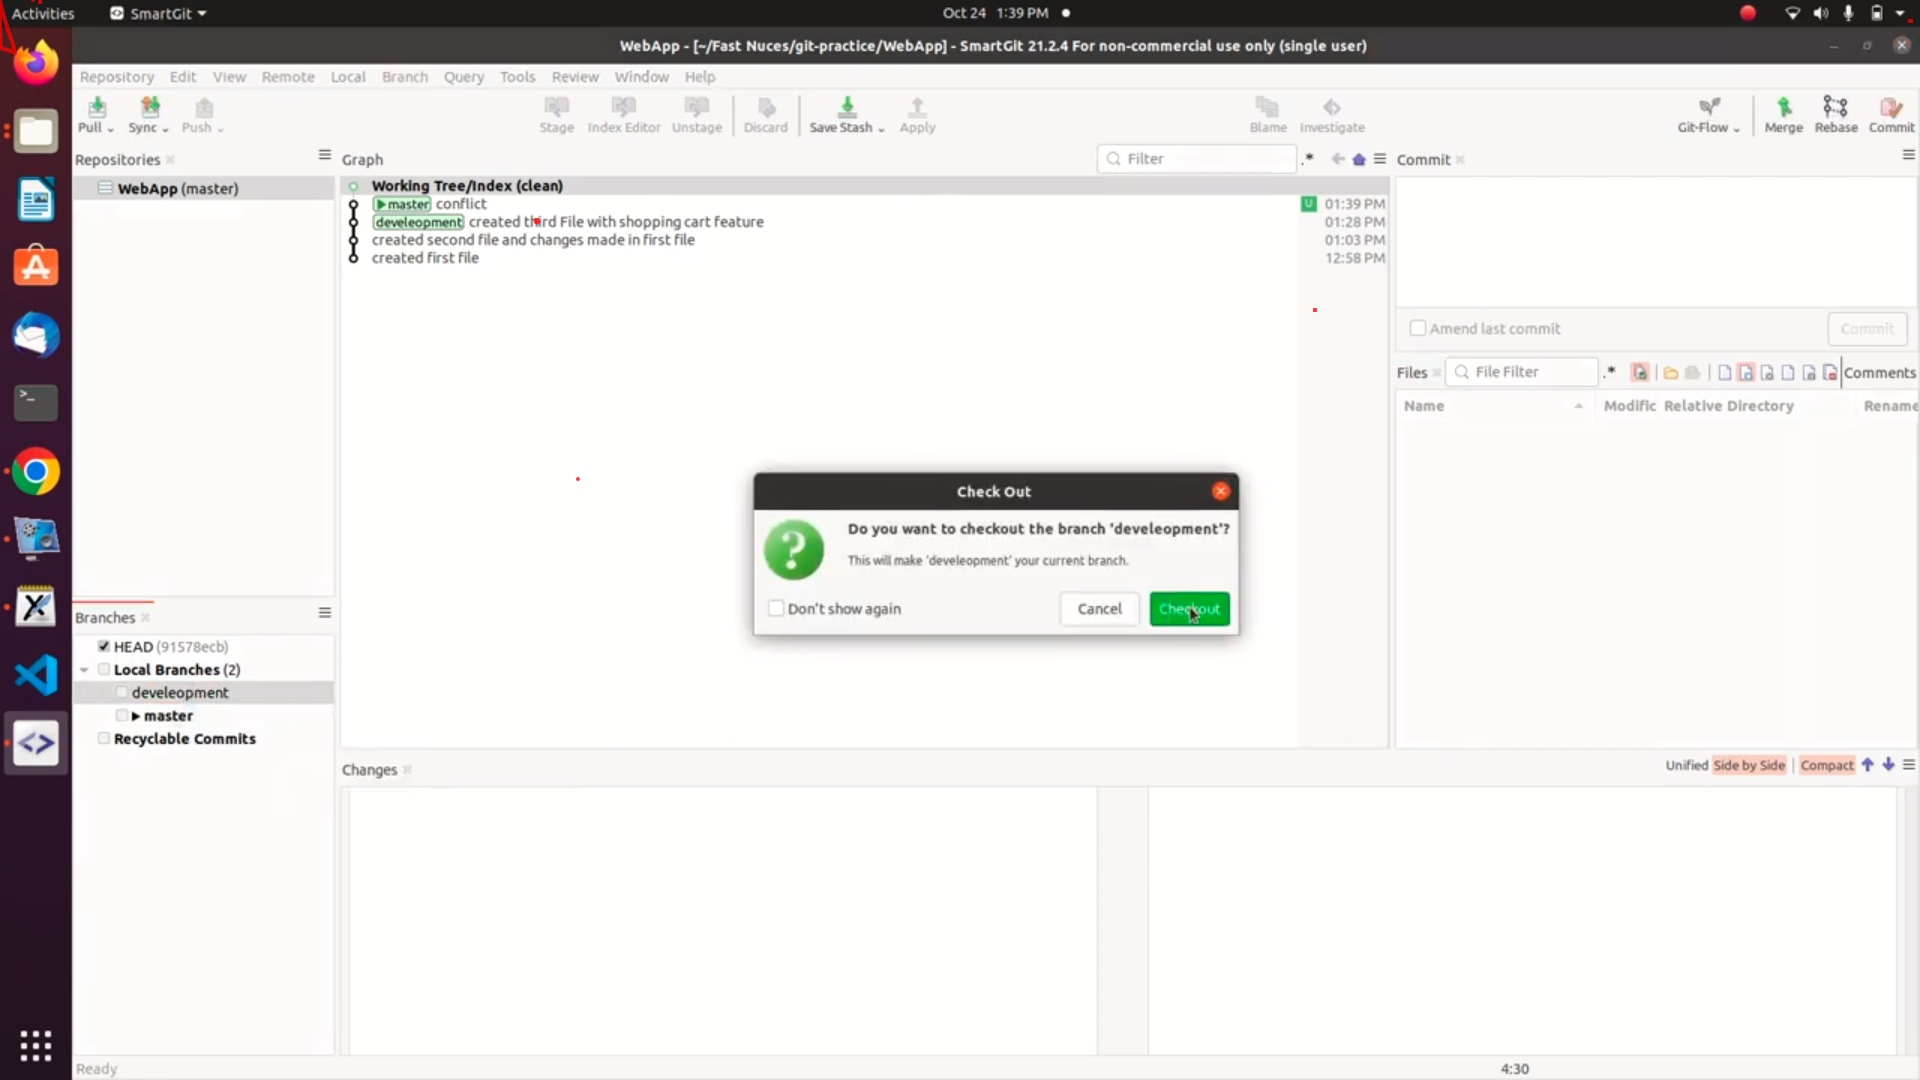 Activities
SmartGit
Oct 24 1:39 PM
WebApp - [~/Fast Nuces/git-practice/WebApp] - SmartGit 21.2.4 For non-commercial use only (single user)
Repository Edit View Remote Local Branch Query Tools Review Window Help
Pull Sync Push Stage Index Editor Unstage Discard Save Stash Apply Blame Investigate Git-Flow Merge Rebase Commit
Repositories
WebApp (master)
Graph
Filter
.*
Working Tree/Index (clean)
master conflict U 01:39 PM
develeopment created third File with shopping cart feature 01:28 PM
created second file and changes made in first file 01:03 PM
created first file 12:58 PM
Commit
Amend last commit
Commit
Files
File Filter
.*
Comments
Name Modific Relative Directory Rename
Check Out
Do you want to checkout the branch 'develeopment'?
This will make 'develeopment' your current branch.
Don't show again
Cancel
Checkout
Branches
HEAD (91578ecb)
Local Branches (2)
develeopment
master
Recyclable Commits
Changes
Unified Side by Side | Compact
Ready
4:30